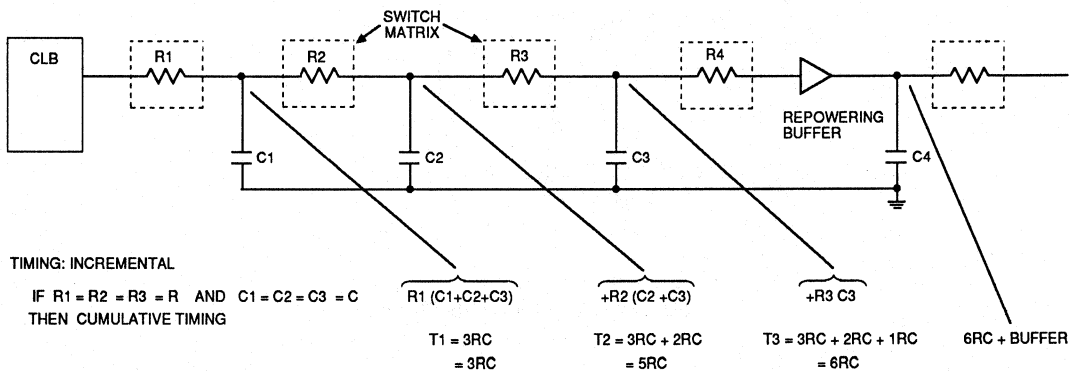 SWITCH
MATRIX
CLB
R1
R2
R3
R4
REPOWERING
BUFFER
C1
C2
C3
C4
TIMING: INCREMENTAL
IF R1 = R2 = R3 = R AND C1 = C2 = C3 = C
THEN CUMULATIVE TIMING
R1 (C1+C2+C3)
+R2 (C2 +C3)
+R3 C3
T1 = 3RC
= 3RC
T2 = 3RC + 2RC
= 5RC
T3 = 3RC + 2RC + 1RC
= 6RC
6RC + BUFFER